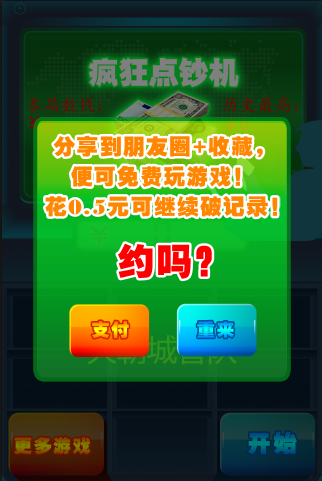 疯狂点钞机
分享到朋友圈+收藏，
便可免费玩游戏！
花0.5元可继续破记录！
约吗？
支付
重来
更多游戏
开始